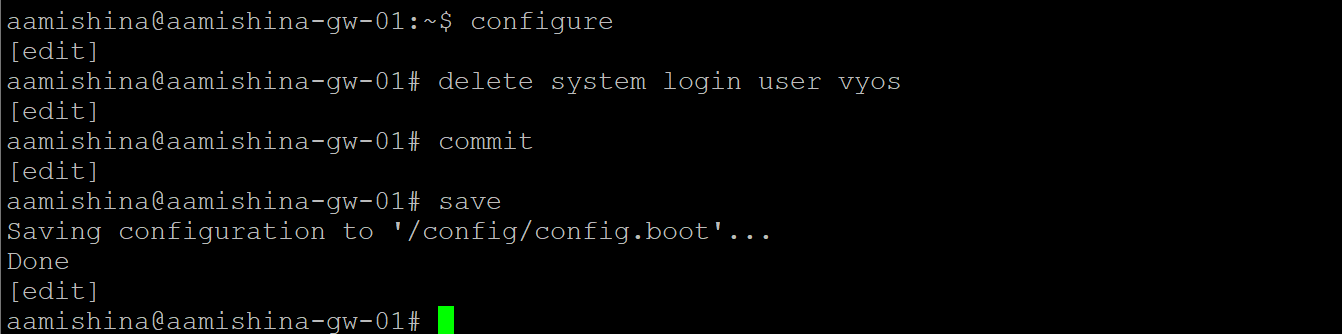 aamishina@aamishina-gw-01:~$ configure
[edit]
aamishina@aamishina-gw-01# delete system login user vyos
[edit]
aamishina@aamishina-gw-01# commit
[edit]
aamishina@aamishina-gw-01# save
Saving configuration to '/config/config.boot'...
Done
[edit]
aamishina@aamishina-gw-01#